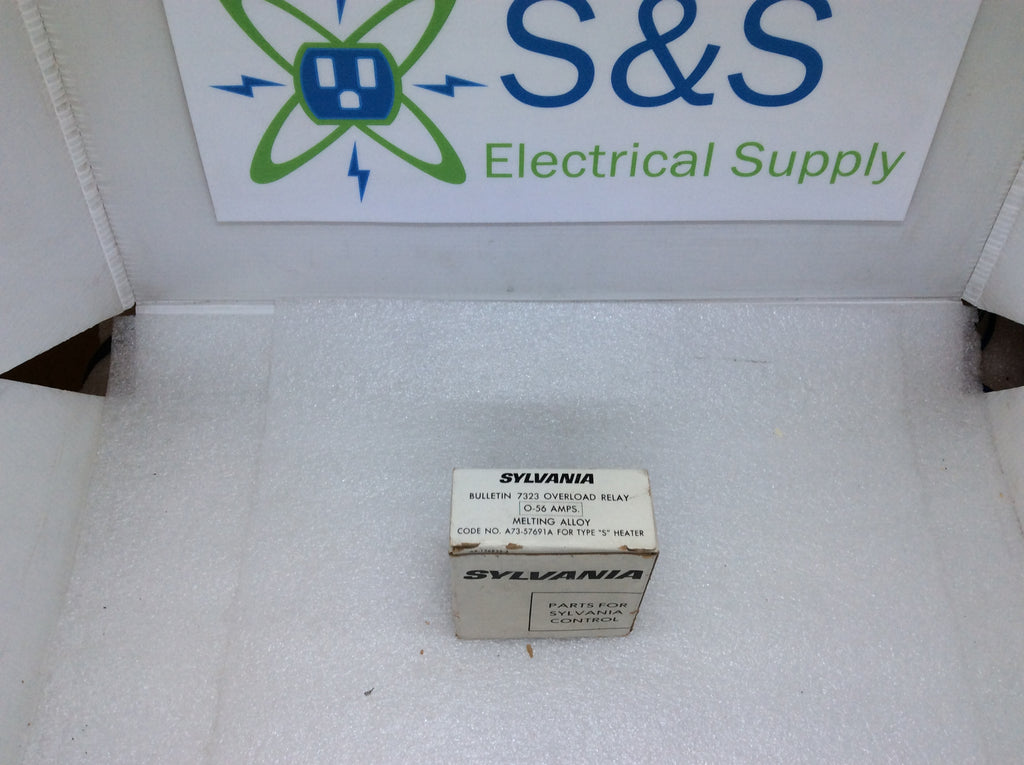 S&S
Electrical Supply
SYLVANIA
BULLETIN 7323 OVERLOAD RELAY
O-56 AMPS.
MELTING ALLOY
CODE NO. A73-57691A FOR TYPE "S" HEATER
SYLVANIA
PARTS FOR
SYLVANIA
CONTROL